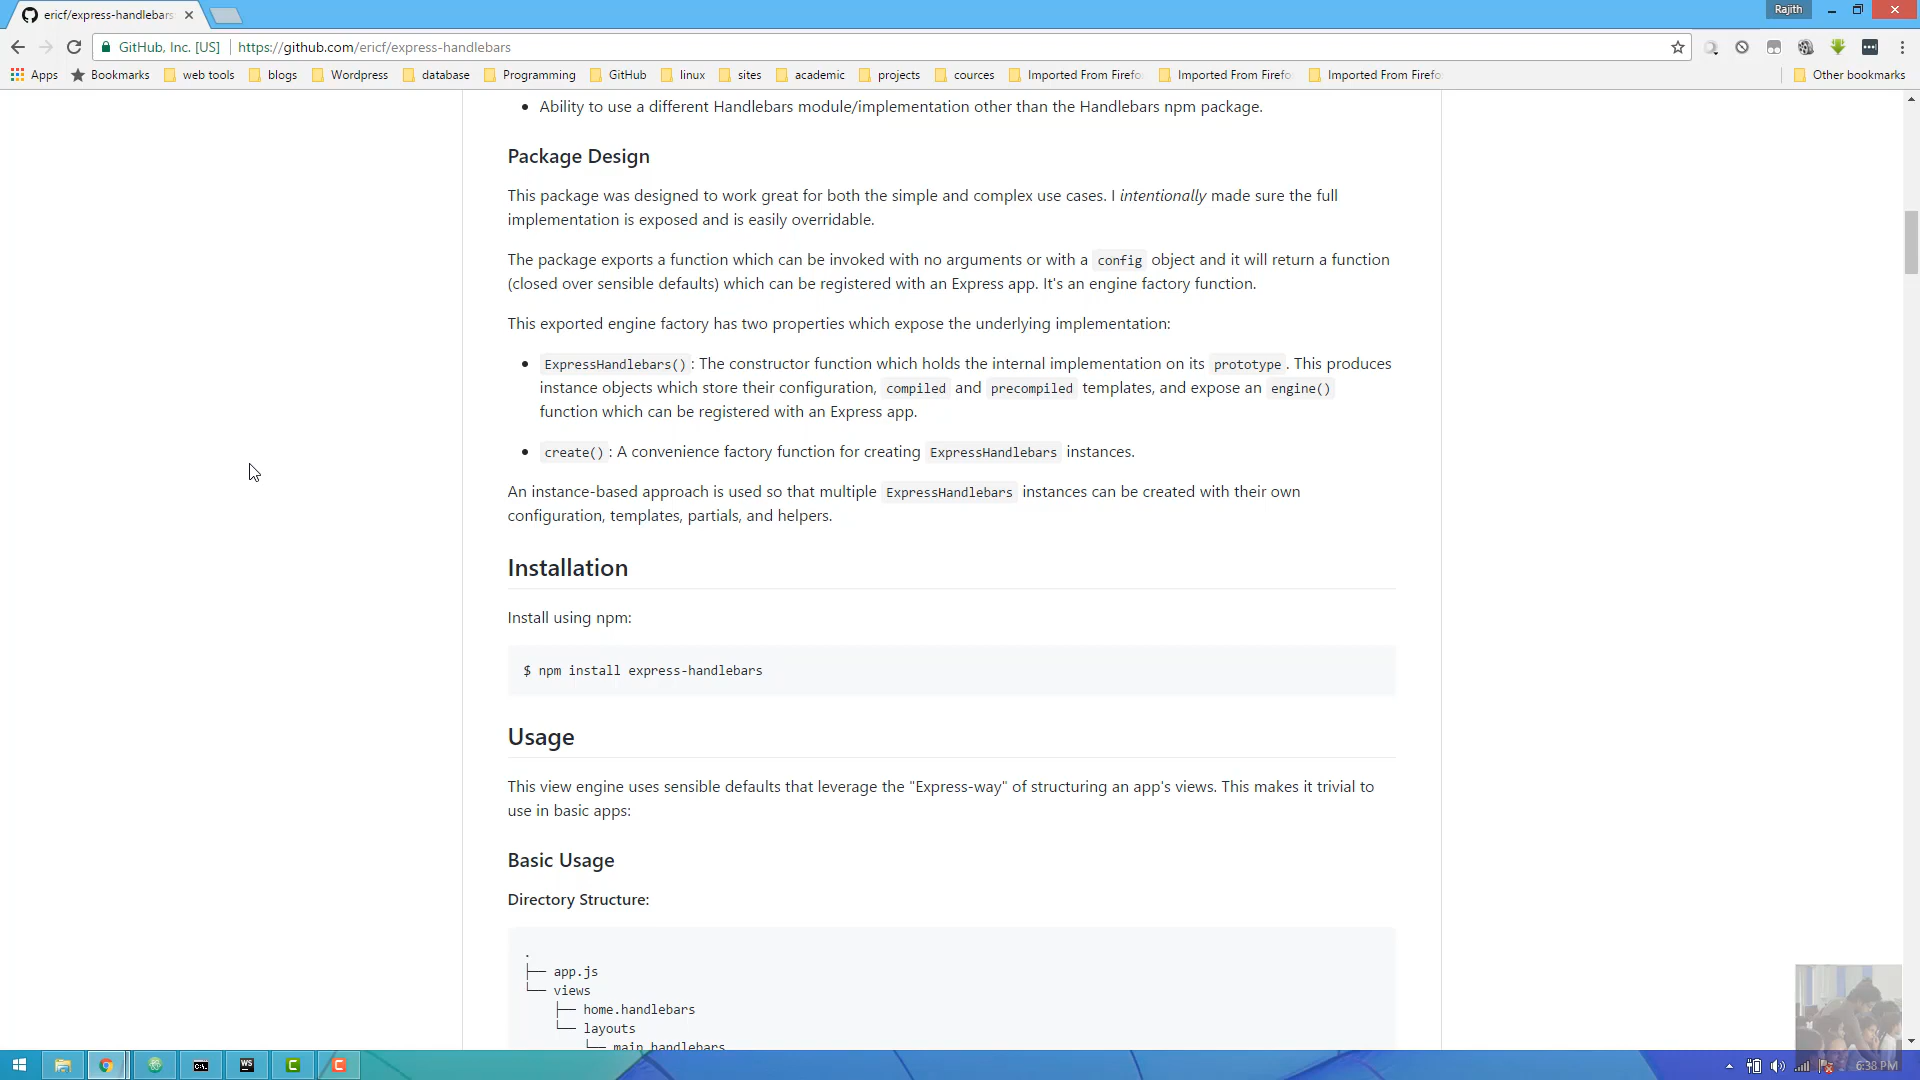 ericf/express-handlebars
Rajith
GitHub, Inc. [US] https://github.com/ericf/express-handlebars
Apps Bookmarks web tools blogs Wordpress database Programming GitHub linux sites academic projects cources Imported From Firefo Imported From Firefo Imported From Firefo Other bookmarks
• Ability to use a different Handlebars module/implementation other than the Handlebars npm package.
Package Design
This package was designed to work great for both the simple and complex use cases. I intentionally made sure the full
implementation is exposed and is easily overridable.
The package exports a function which can be invoked with no arguments or with a config object and it will return a function
(closed over sensible defaults) which can be registered with an Express app. It's an engine factory function.
This exported engine factory has two properties which expose the underlying implementation:
• ExpressHandlebars() : The constructor function which holds the internal implementation on its prototype . This produces
instance objects which store their configuration, compiled and precompiled templates, and expose an engine()
function which can be registered with an Express app.
• create() : A convenience factory function for creating ExpressHandlebars instances.
An instance-based approach is used so that multiple ExpressHandlebars instances can be created with their own
configuration, templates, partials, and helpers.
Installation
Install using npm:
$ npm install express-handlebars
Usage
This view engine uses sensible defaults that leverage the "Express-way" of structuring an app's views. This makes it trivial to
use in basic apps:
Basic Usage
Directory Structure:
.
├── app.js
└── views
├── home.handlebars
└── layouts
└── main.handlebars
6:38 PM